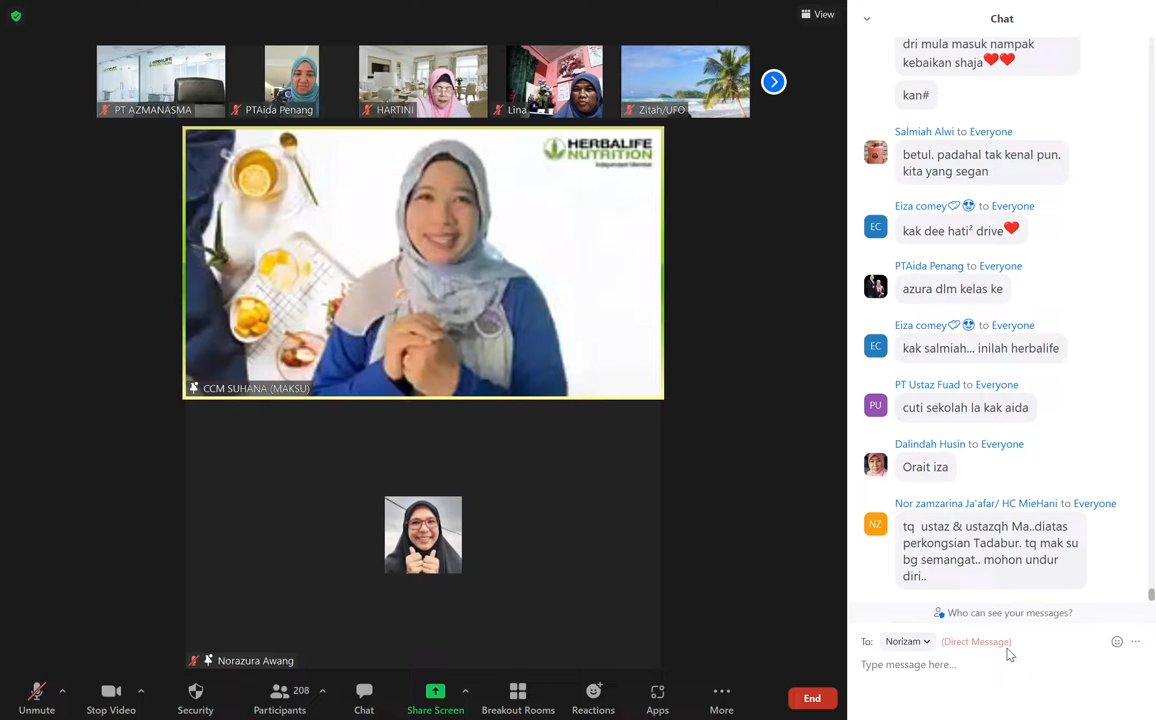 View
Chat
PT AZMANASMA
PTAida Penang
HARTINI
Lina
Zitah/UFO
HERBALIFE
NUTRITION
Independent Member
CCM SUHANA (MAKSU)
Norazura Awang
dri mula masuk nampak
kebaikan shaja❤️❤️
kan#
Salmiah Alwi to Everyone
betul. padahal tak kenal pun.
kita yang segan
Eiza comey to Everyone
EC
kak dee hati² drive❤️
PTAida Penang to Everyone
azura dlm kelas ke
Eiza comey to Everyone
EC
kak salmiah... inilah herbalife
PT Ustaz Fuad to Everyone
PU
cuti sekolah la kak aida
Dalindah Husin to Everyone
Orait iza
Nor zamzarina Ja'afar/ HC MieHani to Everyone
NZ
tq ustaz & ustazqh Ma..diatas
perkongsian Tadabur. tq mak su
bg semangat.. mohon undur
diri..
Who can see your messages?
To: Norizam (Direct Message)
Type message here...
Unmute
Stop Video
Security
208
Participants
Chat
Share Screen
Breakout Rooms
Reactions
Apps
More
End